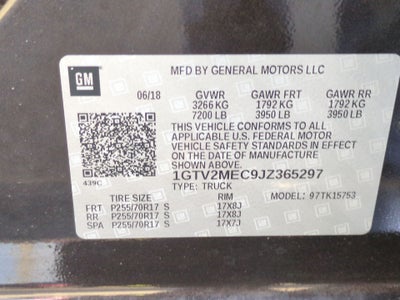 GM
MFD BY GENERAL MOTORS LLC
06/18 GVWR GAWR FRT GAWR RR
3266 KG 1792 KG 1792 KG
7200 LB 3950 LB 3950 LB
THIS VEHICLE CONFORMS TO ALL
APPLICABLE U.S. FEDERAL MOTOR
VEHICLE SAFETY STANDARDS IN EFFECT
ON THE DATE OF MANUFACTURE
SHOWN ABOVE.
1GTV2MEC9JZ365297
439C TYPE: TRUCK
TIRE SIZE RIM MODEL: 97TK15753
FRT P255/70R17 S 17X8J
RR P255/70R17 S 17X8J
SPA P255/70R17 S 17X7J